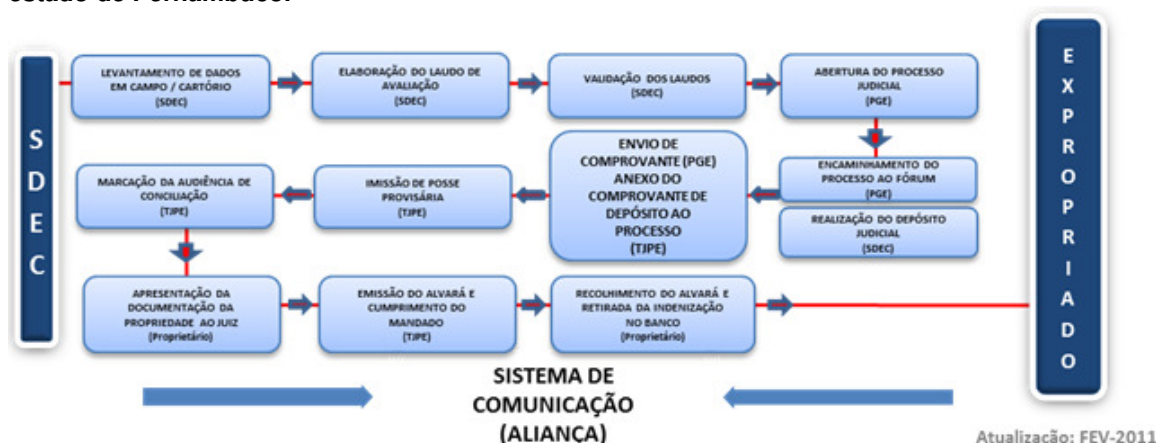 estado de Pernambuco.
SDEC
LEVANTAMENTO DE DADOS
EM CAMPO / CARTÓRIO
(SDEC)
ELABORAÇÃO DO LAUDO DE
AVALIAÇÃO
(SDEC)
VALIDAÇÃO DOS LAUDOS
(SDEC)
ABERTURA DO PROCESSO
JUDICIAL
(PGE)
ENCAMINHAMENTO DO
PROCESSO AO FÓRUM
(PGE)
REALIZAÇÃO DO DEPÓSITO
JUDICIAL
(SDEC)
ENVIO DE
COMPROVANTE (PGE)
ANEXO DO
COMPROVANTE DE
DEPÓSITO AO
PROCESSO
(TJPE)
IMISSÃO DE POSSE
PROVISÁRIA
(TJPE)
MARCAÇÃO DA AUDIÊNCIA DE
CONCILIAÇÃO
(TJPE)
APRESENTAÇÃO DA
DOCUMENTAÇÃO DA
PROPRIEDADE AO JUIZ
(Proprietário)
EMISSÃO DO ALVARÁ E
CUMPRIMENTO DO
MANDADO
(TJPE)
RECOLHIMENTO DO ALVARÁ E
RETIRADA DA INDENIZAÇÃO
NO BANCO
(Proprietário)
EXPROPRIADO
SISTEMA DE
COMUNICAÇÃO
(ALIANÇA)
Atualização: FEV-2011